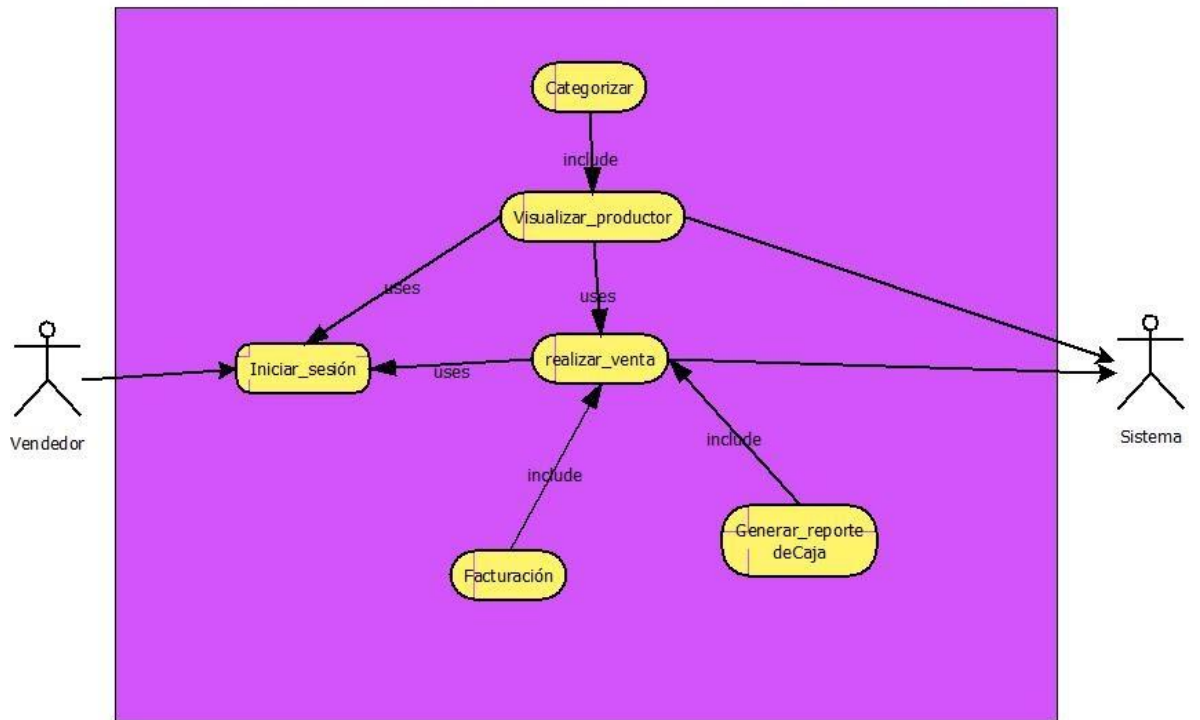 Categorizar
include
Visualizar_productor
uses
uses
realizar_venta
Iniciar_sesión
uses
Vendedor
Sistema
include
include
Generar_reporte
deCaja
Facturación